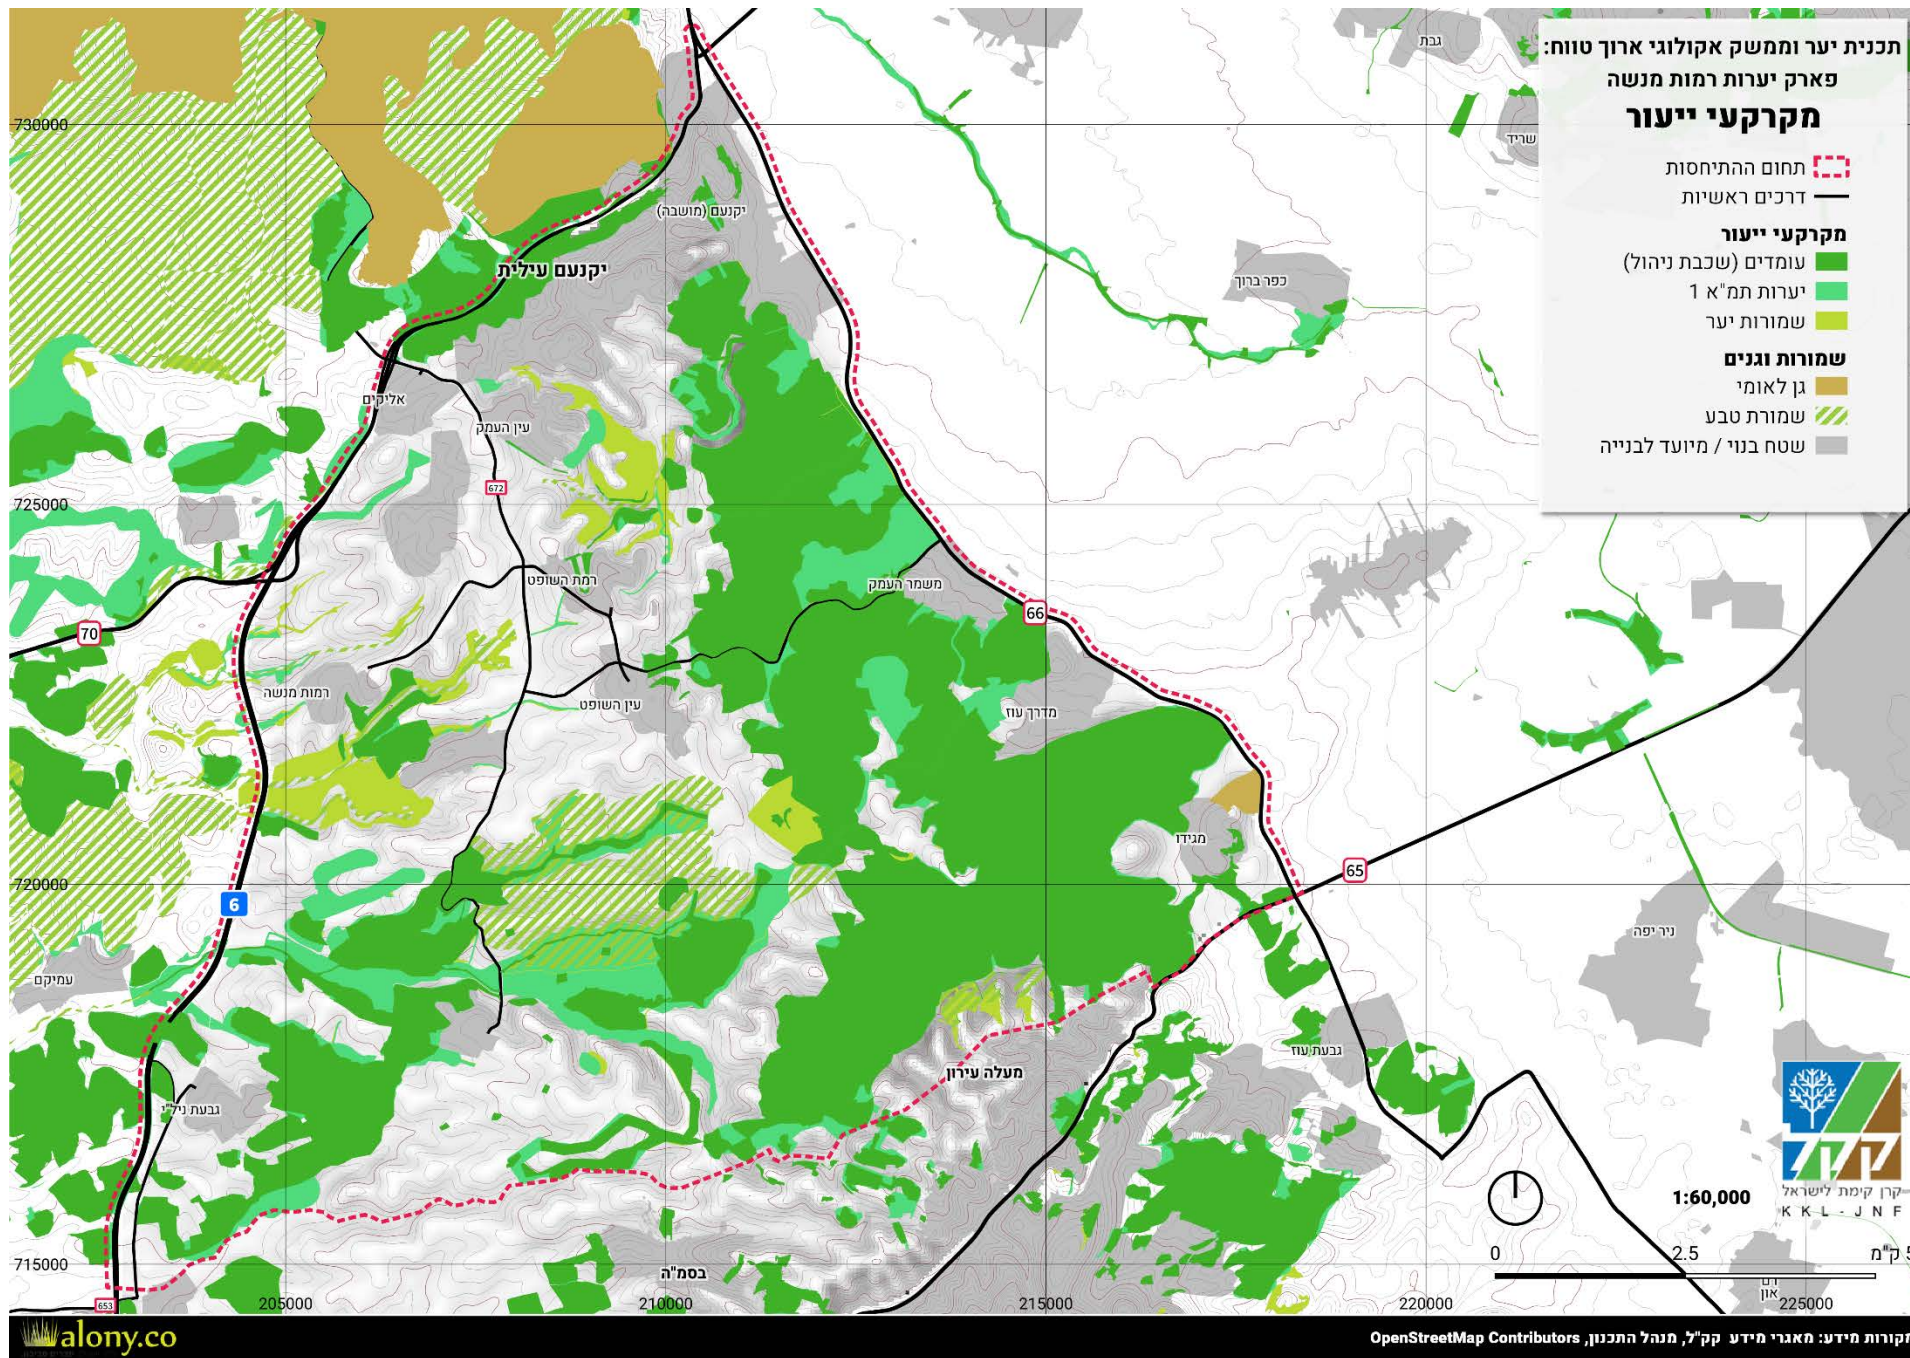 תכנית יער וממשק אקולוגי ארוך טווח:
פארק יערות רמות מנשה
מקרקעי ייעור
תחום ההתיחסות
דרכים ראשיות
מקרקעי ייעור
עומדים (שכבת ניהול)
יערות תמ"א 1
שמורות יער
שמורות וגנים
גן לאומי
שמורת טבע
שטח בנוי / מיועד לבנייה
גבת
730000
שריד
יקנעם (מושבה)
יקנעם עילית
כפר ברוך
אליקים
עין העמק
672
725000
רמת השופט
משמר העמק
66
70
רמות מנשה
עין השופט
מדרך עוז
מגידו
65
720000
6
ניר יפה
עמיקם
גבעת עוז
מעלה עירון
גבעת ניל"י
קקל
קרן קימת לישראל
KKL-JNF
1:60,000
0
2.5
5 ק"מ
715000
בסמ"ה
און
653
205000
210000
215000
220000
225000
alony.co
מקורות מידע: מאגרי מידע קק"ל, מנהל התכנון, OpenStreetMap Contributors